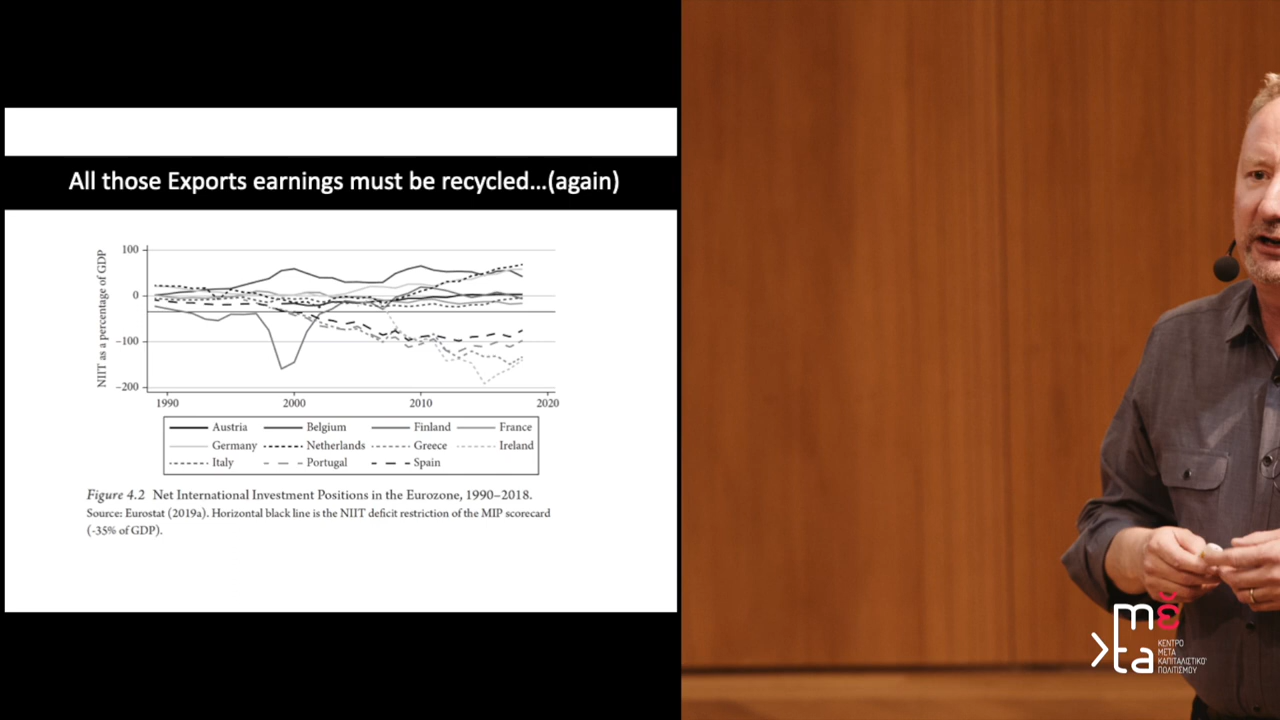 All those Exports earnings must be recycled...(again)
NIIT as a percentage of GDP
100
0
−100
−200
1990
2000
2010
2020
Austria Belgium Finland France
Germany Netherlands Greece Ireland
Italy Portugal Spain
Figure 4.2 Net International Investment Positions in the Eurozone, 1990–2018.
Source: Eurostat (2019a). Horizontal black line is the NIIT deficit restriction of the MIP scorecard
(-35% of GDP).
mέta
ΚΕΝΤΡΟ
ΜΕΤΑ
ΚΑΠΙΤΑΛΙΣΤΙΚΟΥ
ΠΟΛΙΤΙΣΜΟΥ